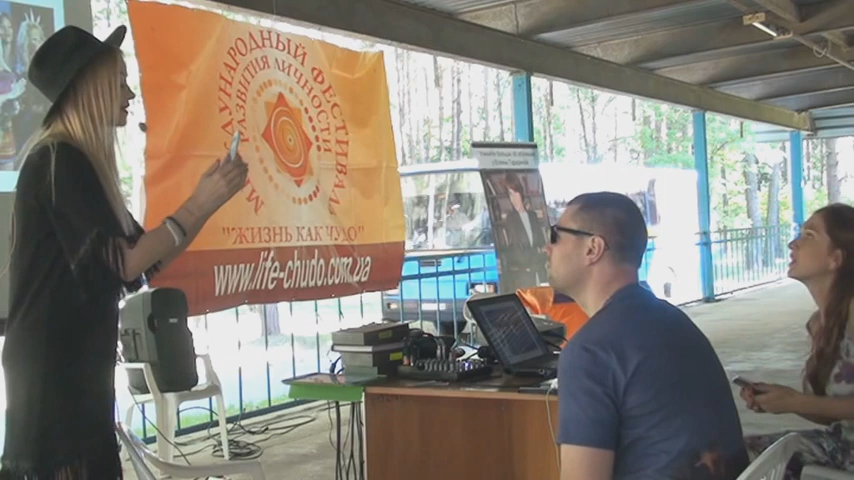 МЕЖДУНАРОДНЫЙ ФЕСТИВАЛЬ
РАЗВИТИЯ ЛИЧНОСТИ
"ЖИЗНЬ КАК ЧУДО"
www.life-chudo.com.ua